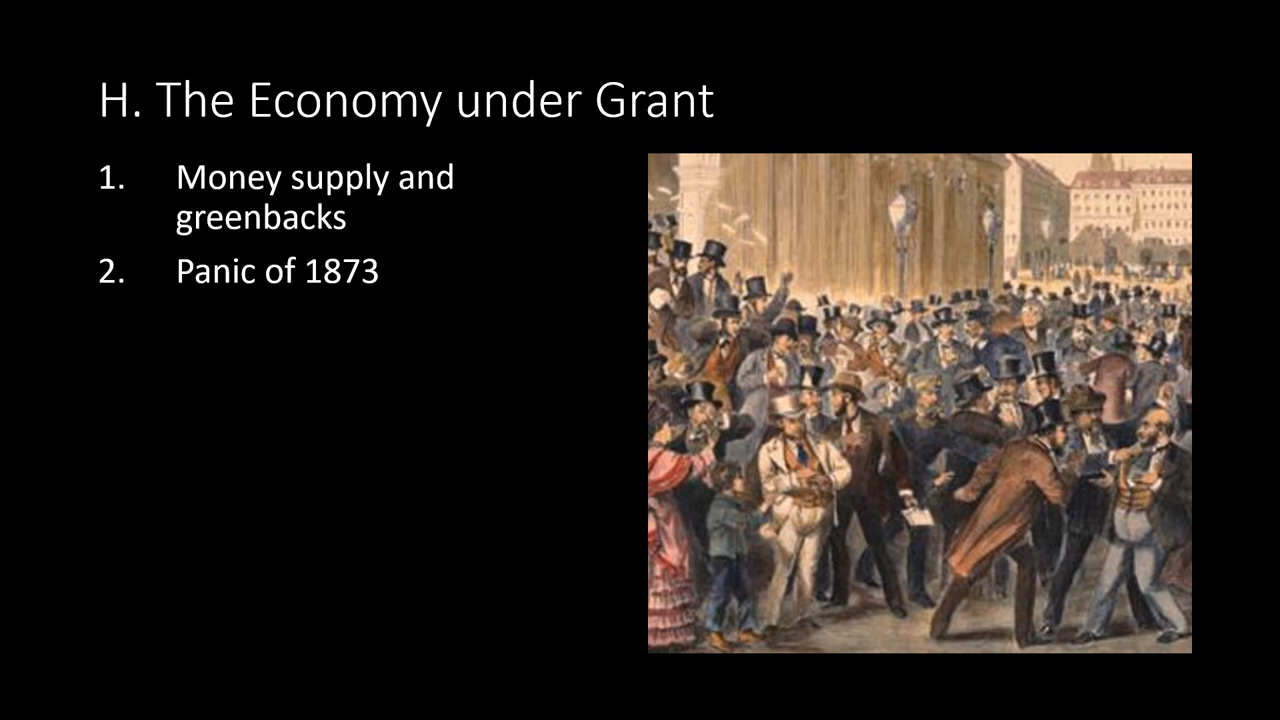 H. The Economy under Grant
1. Money supply and
greenbacks
2. Panic of 1873